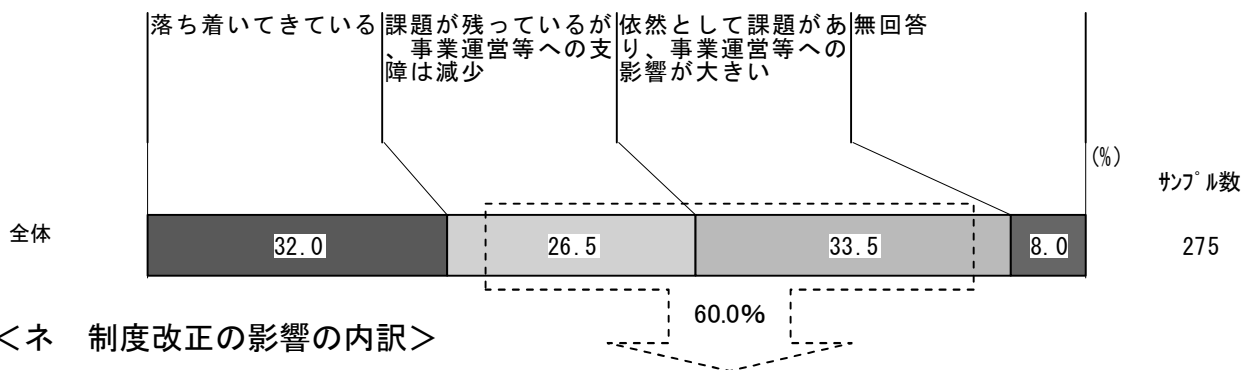 落ち着いてきている
課題が残っているが
、事業運営等への支
障は減少
依然として課題があ
り、事業運営等への
影響が大きい
無回答
(%)
ｻﾝﾌﾟﾙ数
全体
32.0
26.5
33.5
8.0
275
60.0%
＜ネ　制度改正の影響の内訳＞